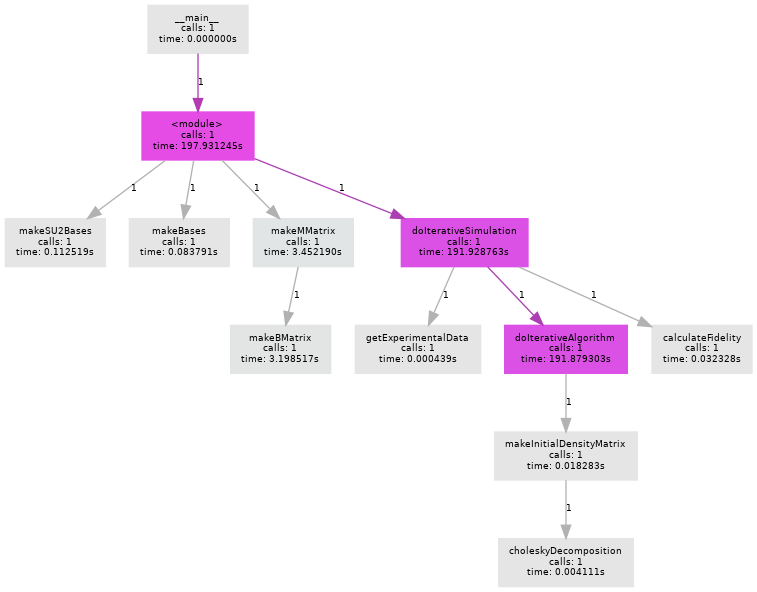 __main__
calls: 1
time: 0.000000s
1
<module>
calls: 1
time: 197.931245s
1
1
1
1
makeSU2Bases
calls: 1
time: 0.112519s
makeBases
calls: 1
time: 0.083791s
makeMMatrix
calls: 1
time: 3.452190s
doIterativeSimulation
calls: 1
time: 191.928763s
1
1
1
1
makeBMatrix
calls: 1
time: 3.198517s
getExperimentalData
calls: 1
time: 0.000439s
doIterativeAlgorithm
calls: 1
time: 191.879303s
calculateFidelity
calls: 1
time: 0.032328s
1
makeInitialDensityMatrix
calls: 1
time: 0.018283s
1
choleskyDecomposition
calls: 1
time: 0.004111s